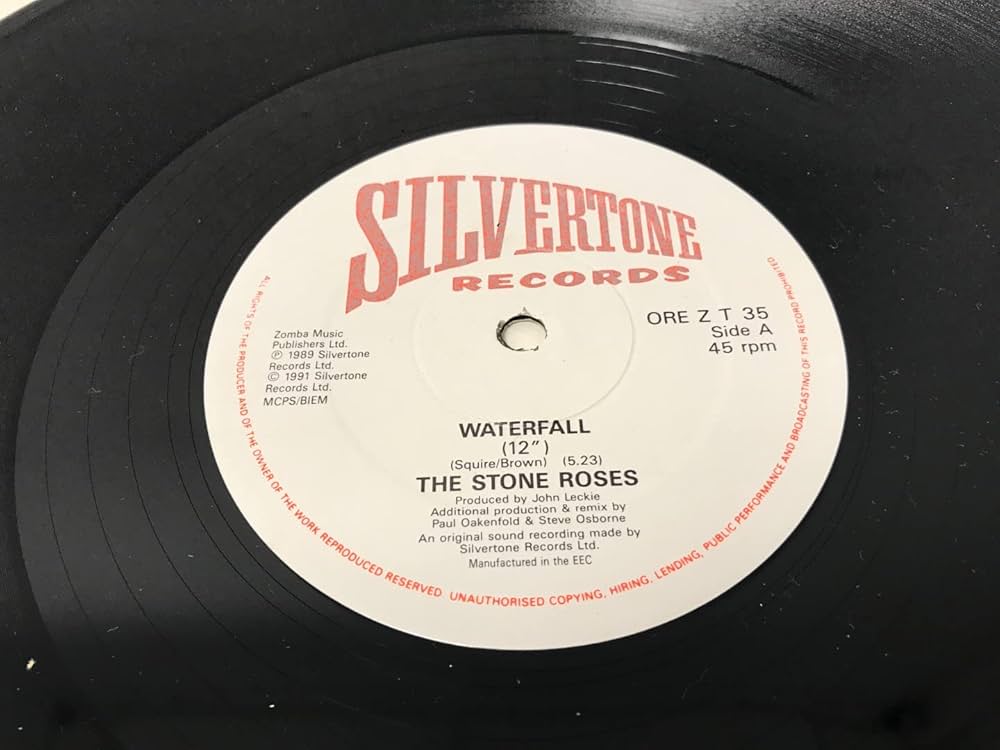 SILVERTONE
RECORDS
ORE Z T 35
Side A
45 rpm
Zomba Music
Publishers Ltd.
℗ 1989 Silvertone
Records Ltd.
© 1991 Silvertone
Records Ltd.
MCPS/BIEM
WATERFALL
(12″)
(Squire/Brown) (5.23)
THE STONE ROSES
Produced by John Leckie
Additional production & remix by
Paul Oakenfold & Steve Osborne
An original sound recording made by
Silvertone Records Ltd.
Manufactured in the EEC
ALL RIGHTS OF THE PRODUCER AND OF THE OWNER OF THE WORK REPRODUCED RESERVED. UNAUTHORISED COPYING, HIRING, LENDING, PUBLIC PERFORMANCE AND BROADCASTING OF THIS RECORD PROHIBITED